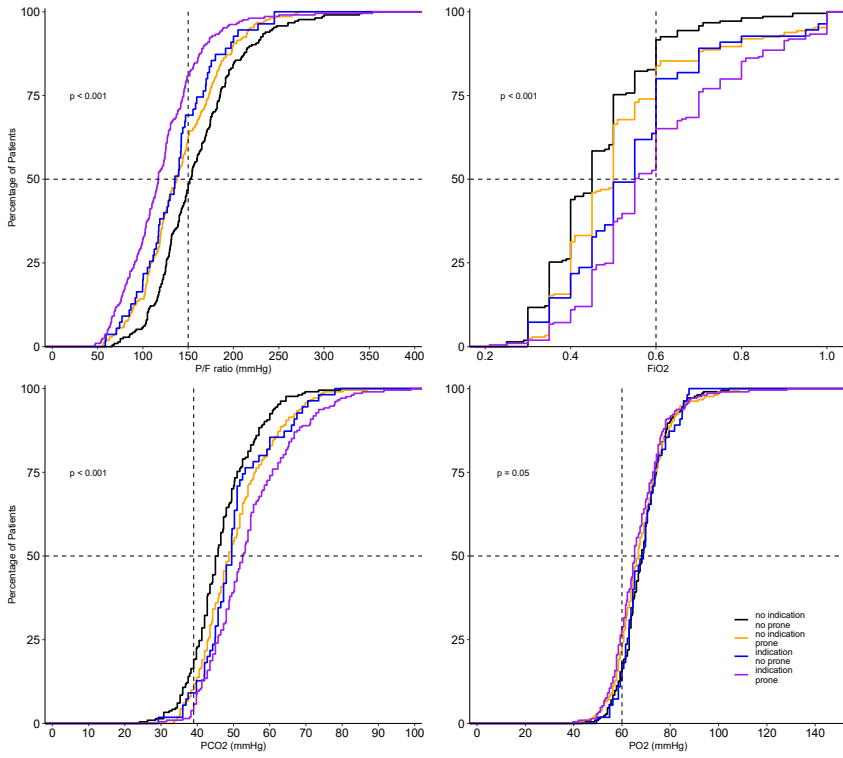 100
75
50
25
0
Percentage of Patients
p < 0.001
0 50 100 150 200 250 300 350 400
P/F ratio (mmHg)
100
75
50
25
0
p < 0.001
0.2 0.4 0.6 0.8 1.0
FiO2
100
75
50
25
0
Percentage of Patients
p < 0.001
0 10 20 30 40 50 60 70 80 90 100
PCO2 (mmHg)
100
75
50
25
0
p = 0.05
no indication
no prone
no indication
prone
indication
no prone
indication
prone
0 20 40 60 80 100 120 140
PO2 (mmHg)